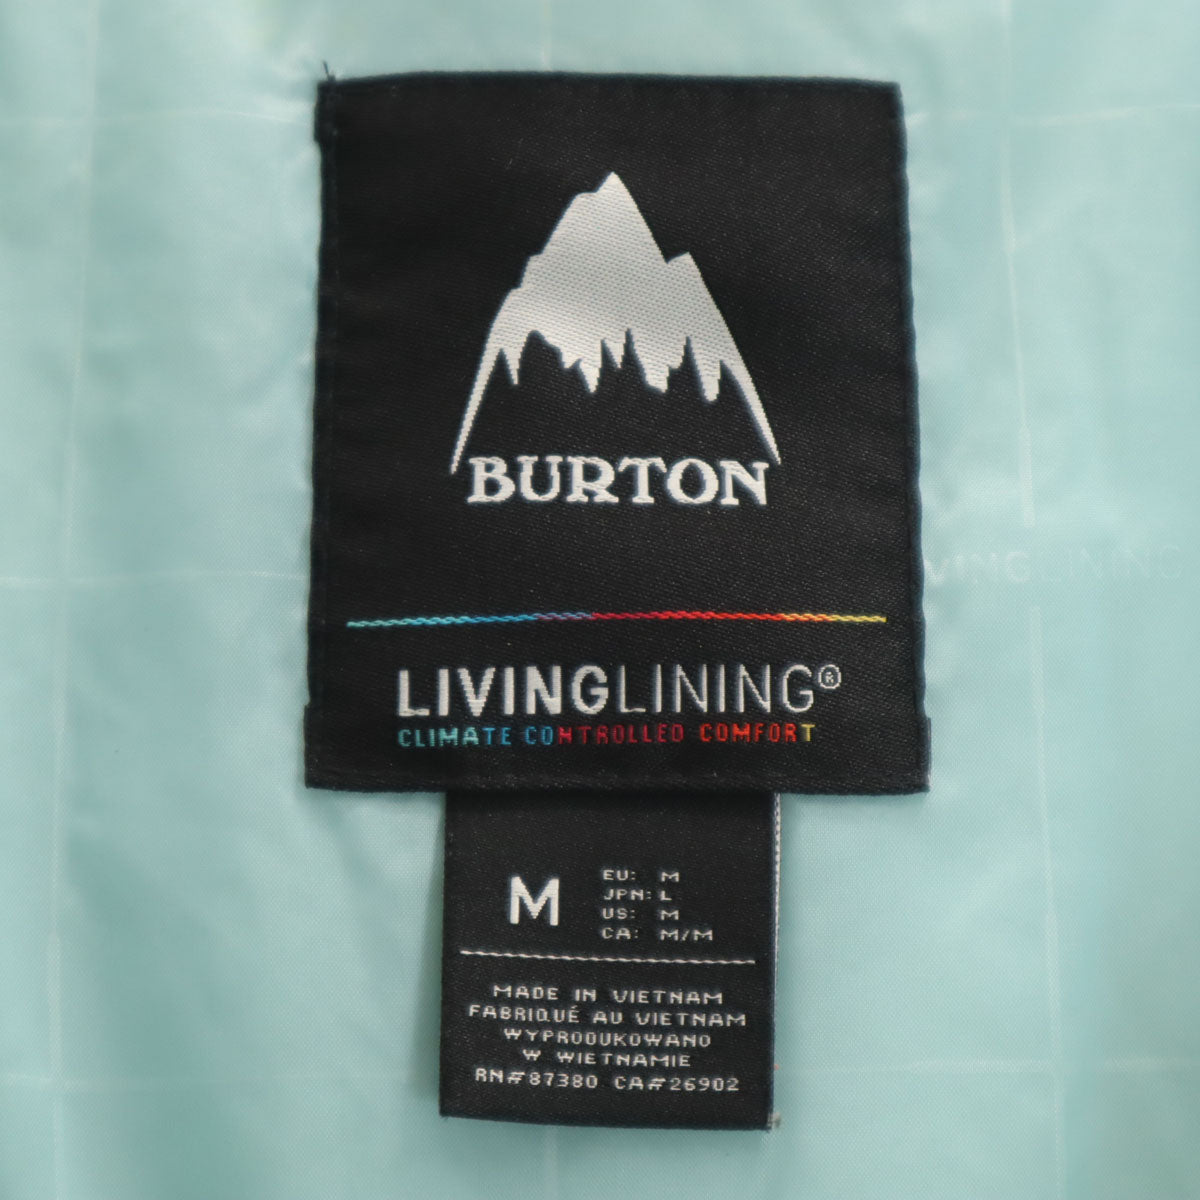 BURTON
LIVINGLINING®
CLIMATE CONTROLLED COMFORT
VINGLINING
M
EU: M
JPN: L
US: M
CA: M/M
MADE IN VIETNAM
FABRIQUÉ AU VIETNAM
WYPRODUKOWANO
W WIETNAMIE
RN#87380 CA#26902